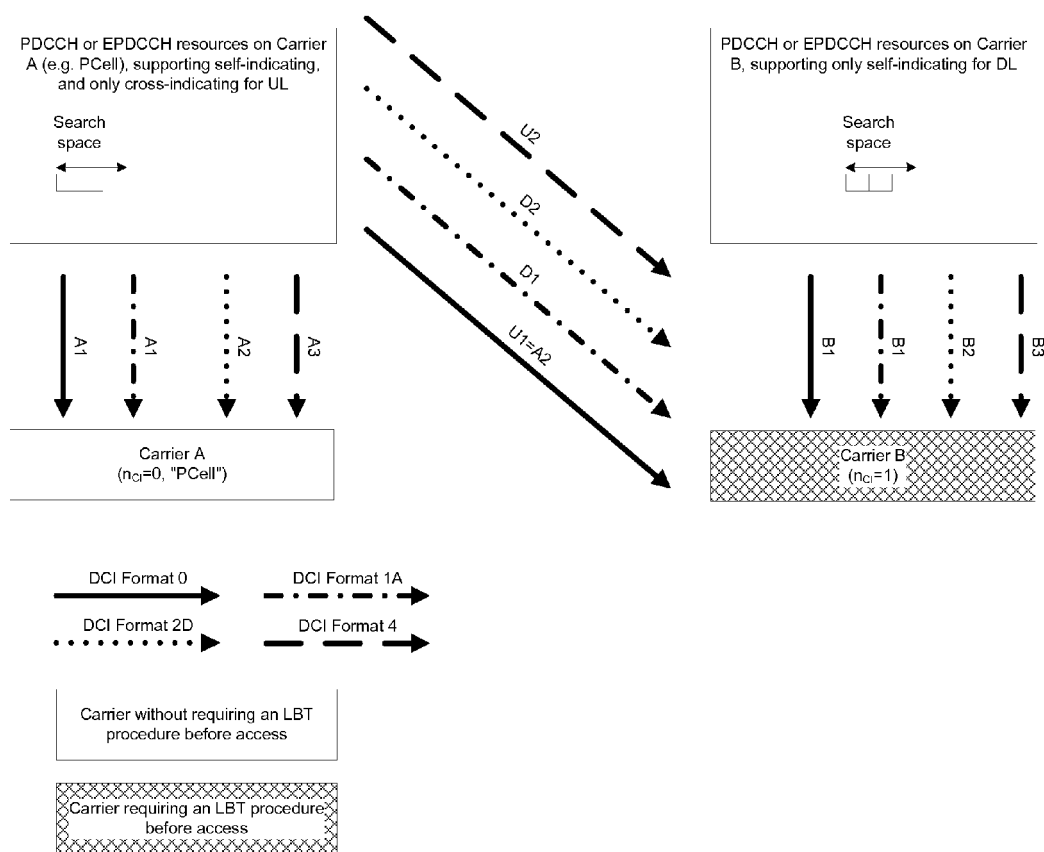 PDCCH or EPDCCH resources on Carrier
A (e.g. PCell), supporting self-indicating,
and only cross-indicating for UL
Search
space
PDCCH or EPDCCH resources on Carrier
B, supporting only self-indicating for DL
Search
space
U2
D2
D1
U1=A2
A1
A1
A2
A3
B1
B1
B2
B3
Carrier A
(nCI=0, "PCell")
Carrier B
(nCI=1)
DCI Format 0
DCI Format 1A
DCI Format 2D
DCI Format 4
Carrier without requiring an LBT
procedure before access
Carrier requiring an LBT procedure
before access